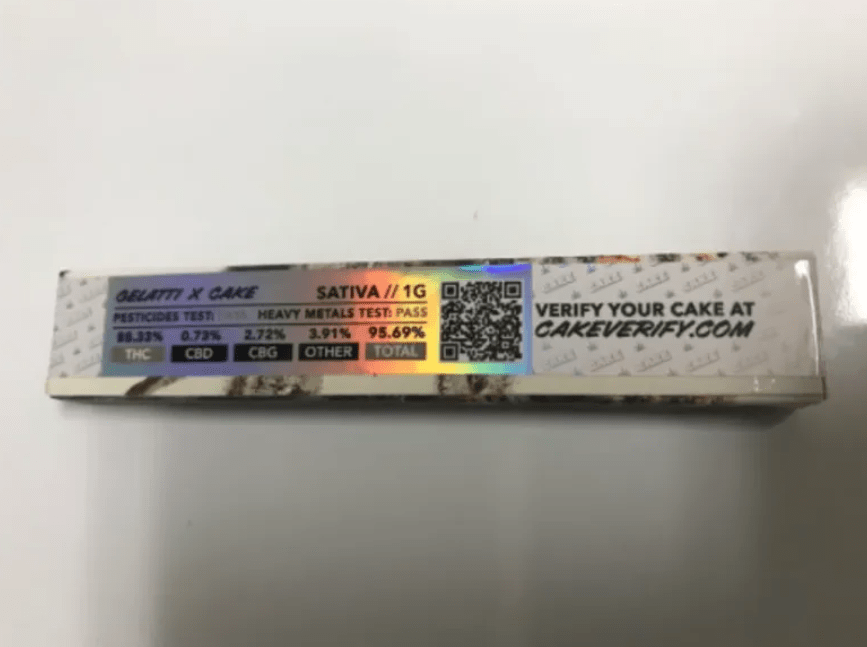 GELATTI X CAKE
SATIVA // 1G
PESTICIDES TEST:
HEAVY METALS TEST: PASS
88.33% 0.73% 2.72% 3.91% 95.69%
THC CBD CBG OTHER TOTAL
VERIFY YOUR CAKE AT
CAKEVERIFY.COM